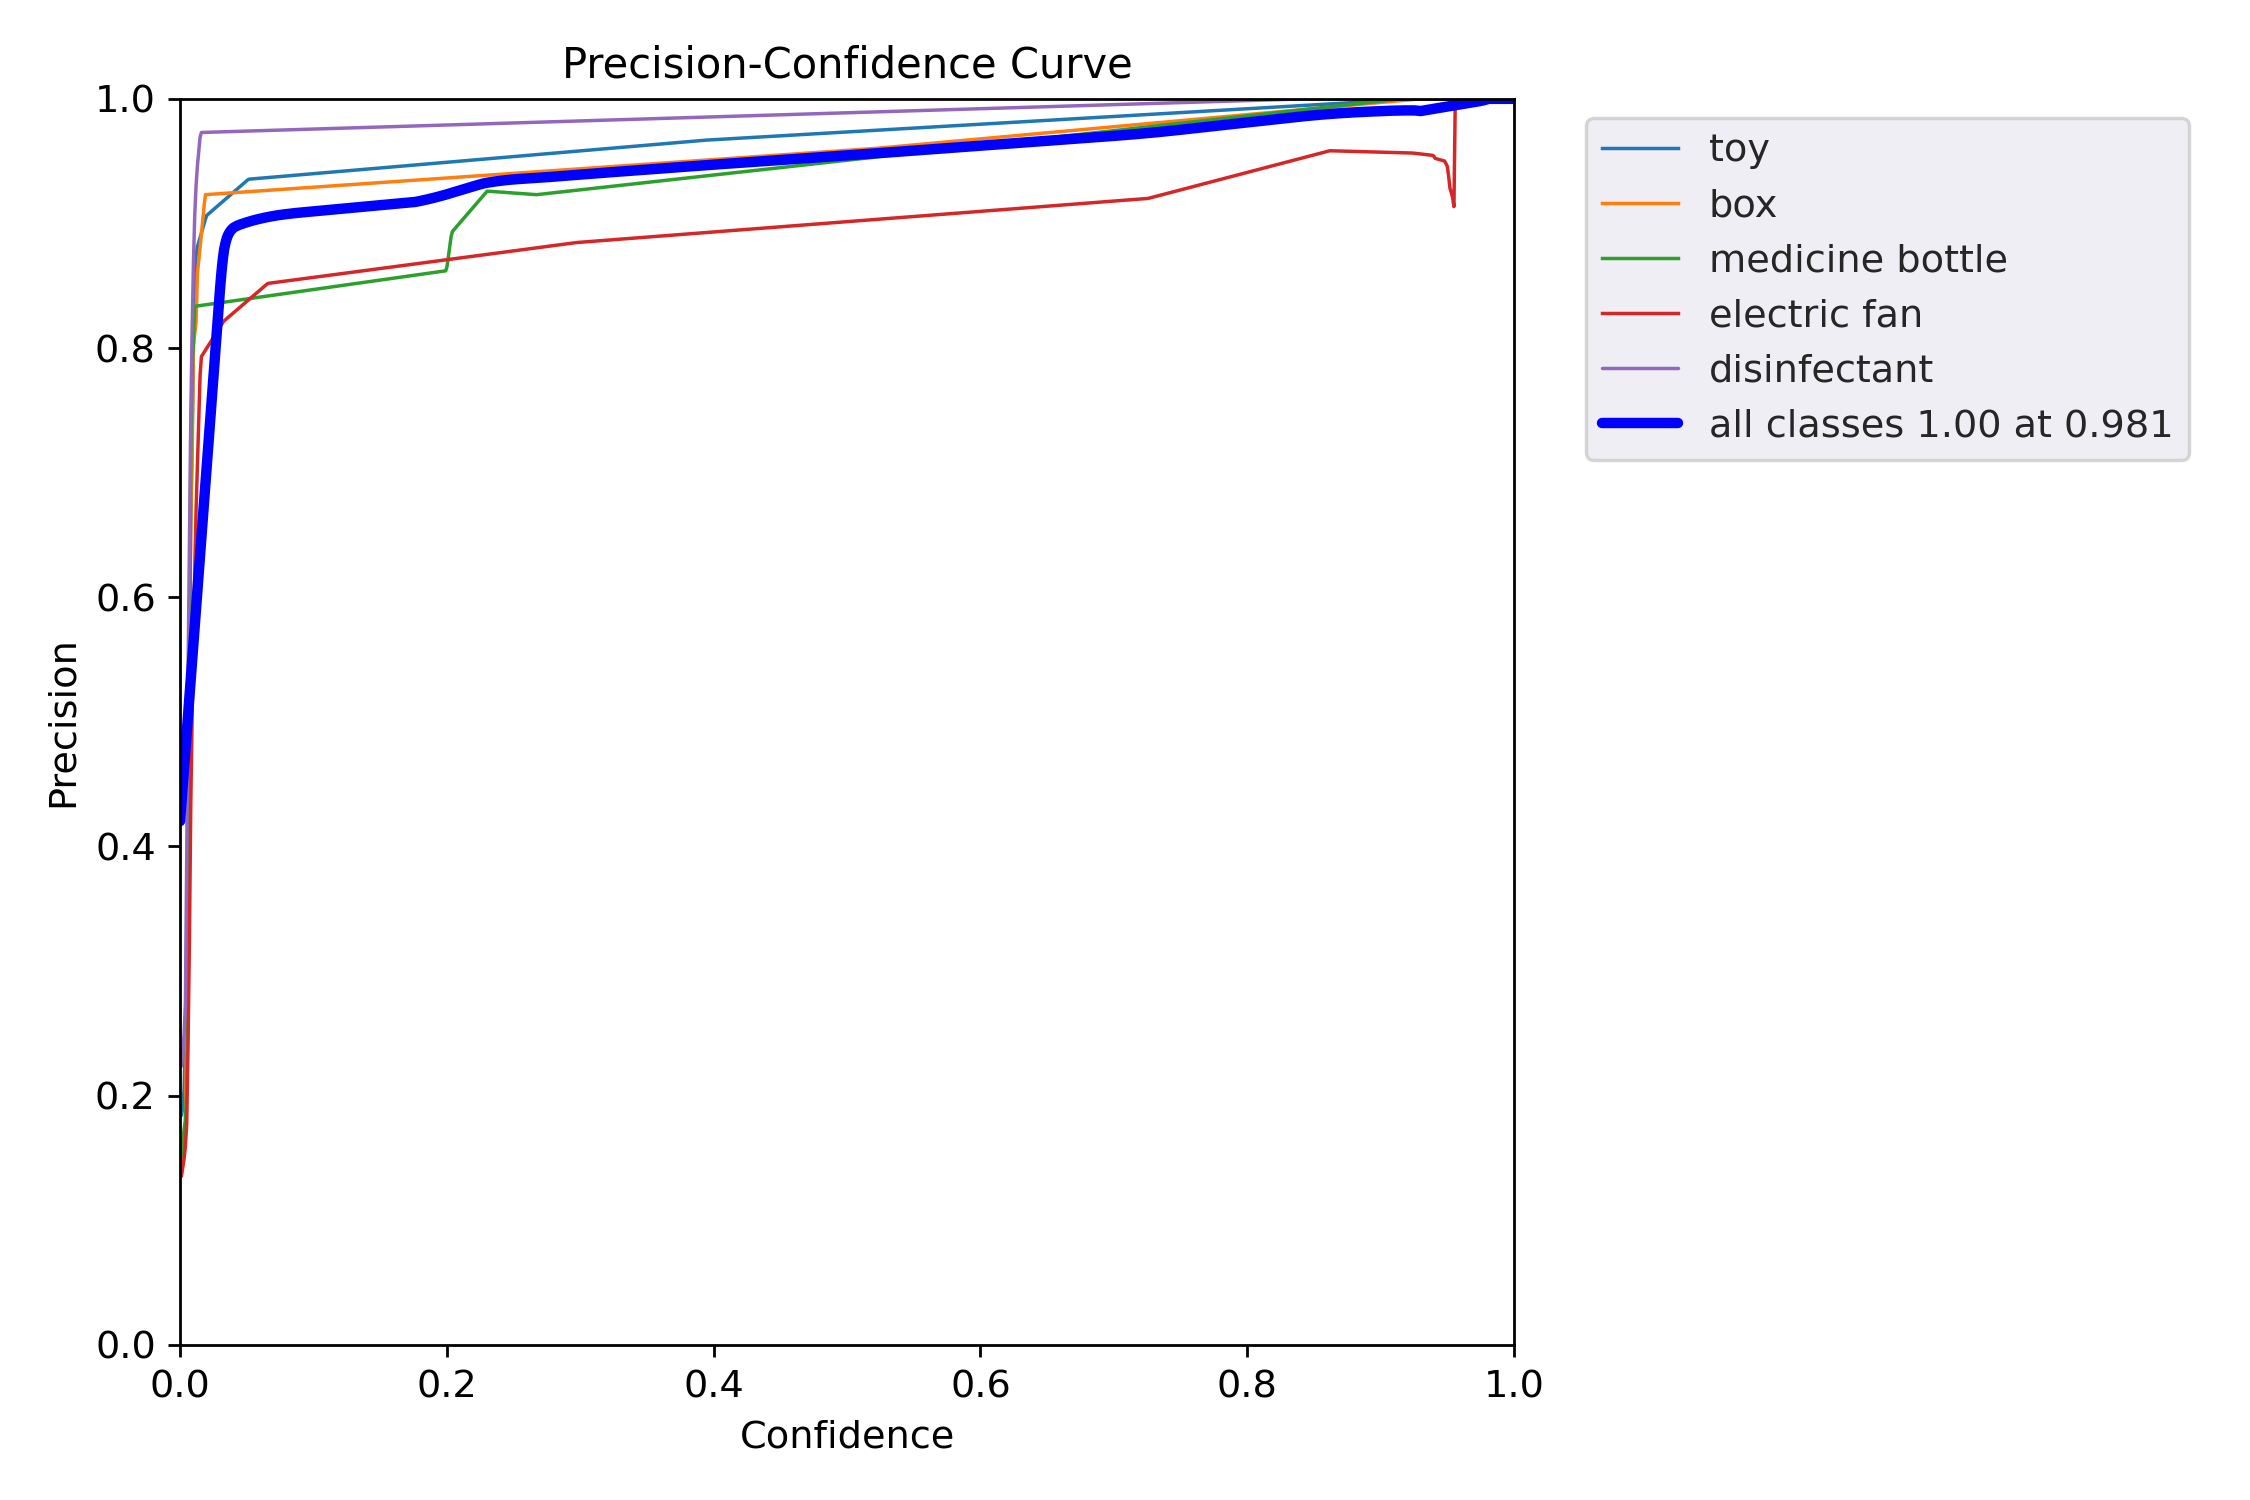 Precision-Confidence Curve
1.0
0.8
0.6
0.4
0.2
0.0
Precision
0.0 0.2 0.4 0.6 0.8 1.0
Confidence
toy
box
medicine bottle
electric fan
disinfectant
all classes 1.00 at 0.981